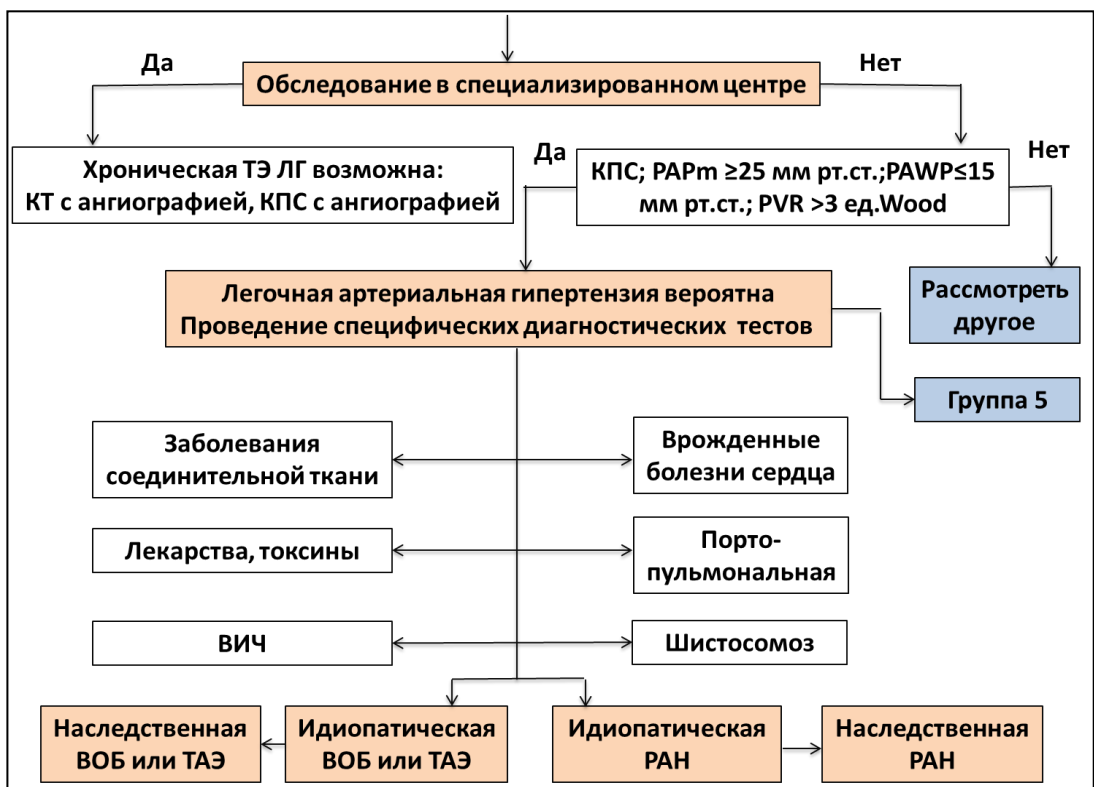 Да
Нет
Обследование в специализированном центре
Хроническая ТЭ ЛГ возможна:
КТ с ангиографией, КПС с ангиографией
Да
Нет
КПС; PAPm ≥25 мм рт.ст.;PAWP≤15
мм рт.ст.; PVR >3 ед.Wood
Легочная артериальная гипертензия вероятна
Проведение специфических диагностических тестов
Рассмотреть
другое
Группа 5
Заболевания
соединительной ткани
Врожденные
болезни сердца
Лекарства, токсины
Порто-
пульмональная
ВИЧ
Шистосомоз
Наследственная
ВОБ или ТАЭ
Идиопатическая
ВОБ или ТАЭ
Идиопатическая
РАН
Наследственная
РАН